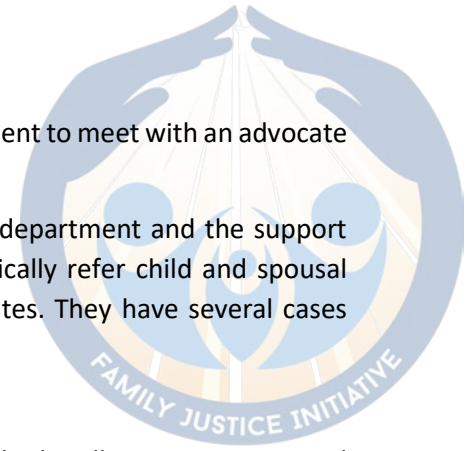 ent to meet with an advocate
department and the support
ically refer child and spousal
tes. They have several cases
FAMILY JUSTICE INITIATIVE